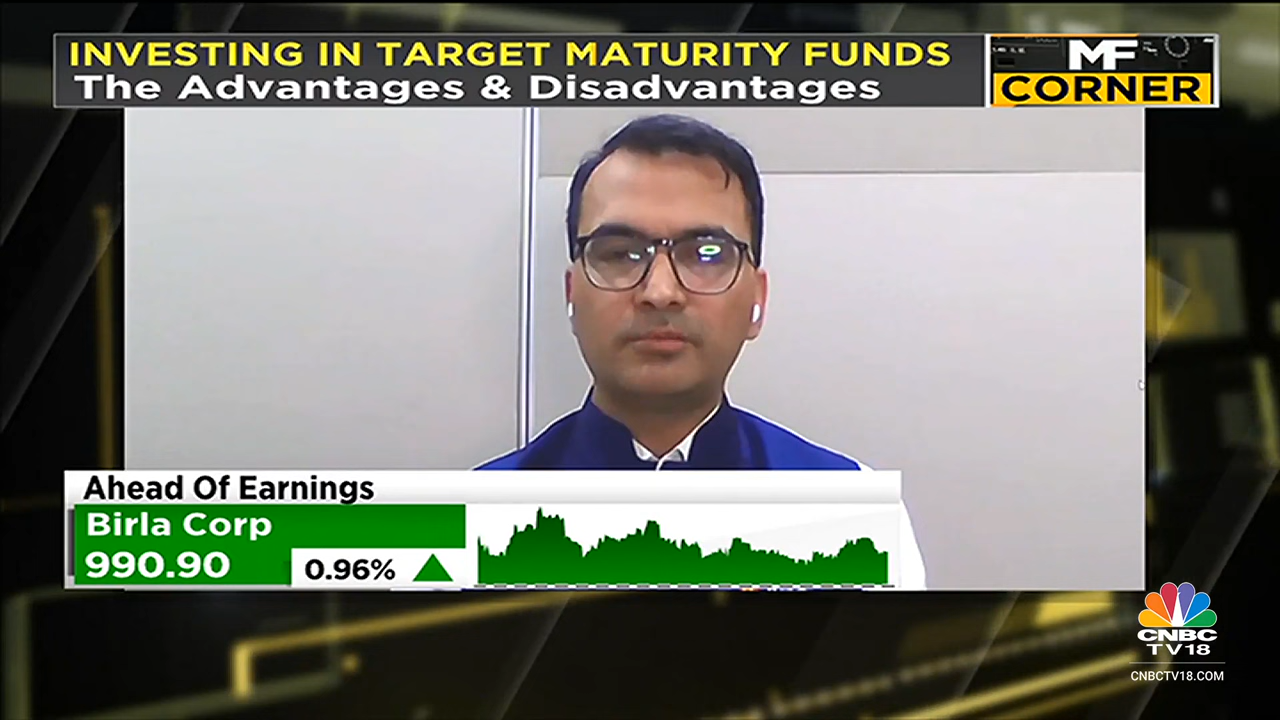 INVESTING IN TARGET MATURITY FUNDS
The Advantages & Disadvantages
MF
CORNER
Ahead Of Earnings
Birla Corp
990.90
0.96%
CNBC
TV18
CNBCTV18.COM